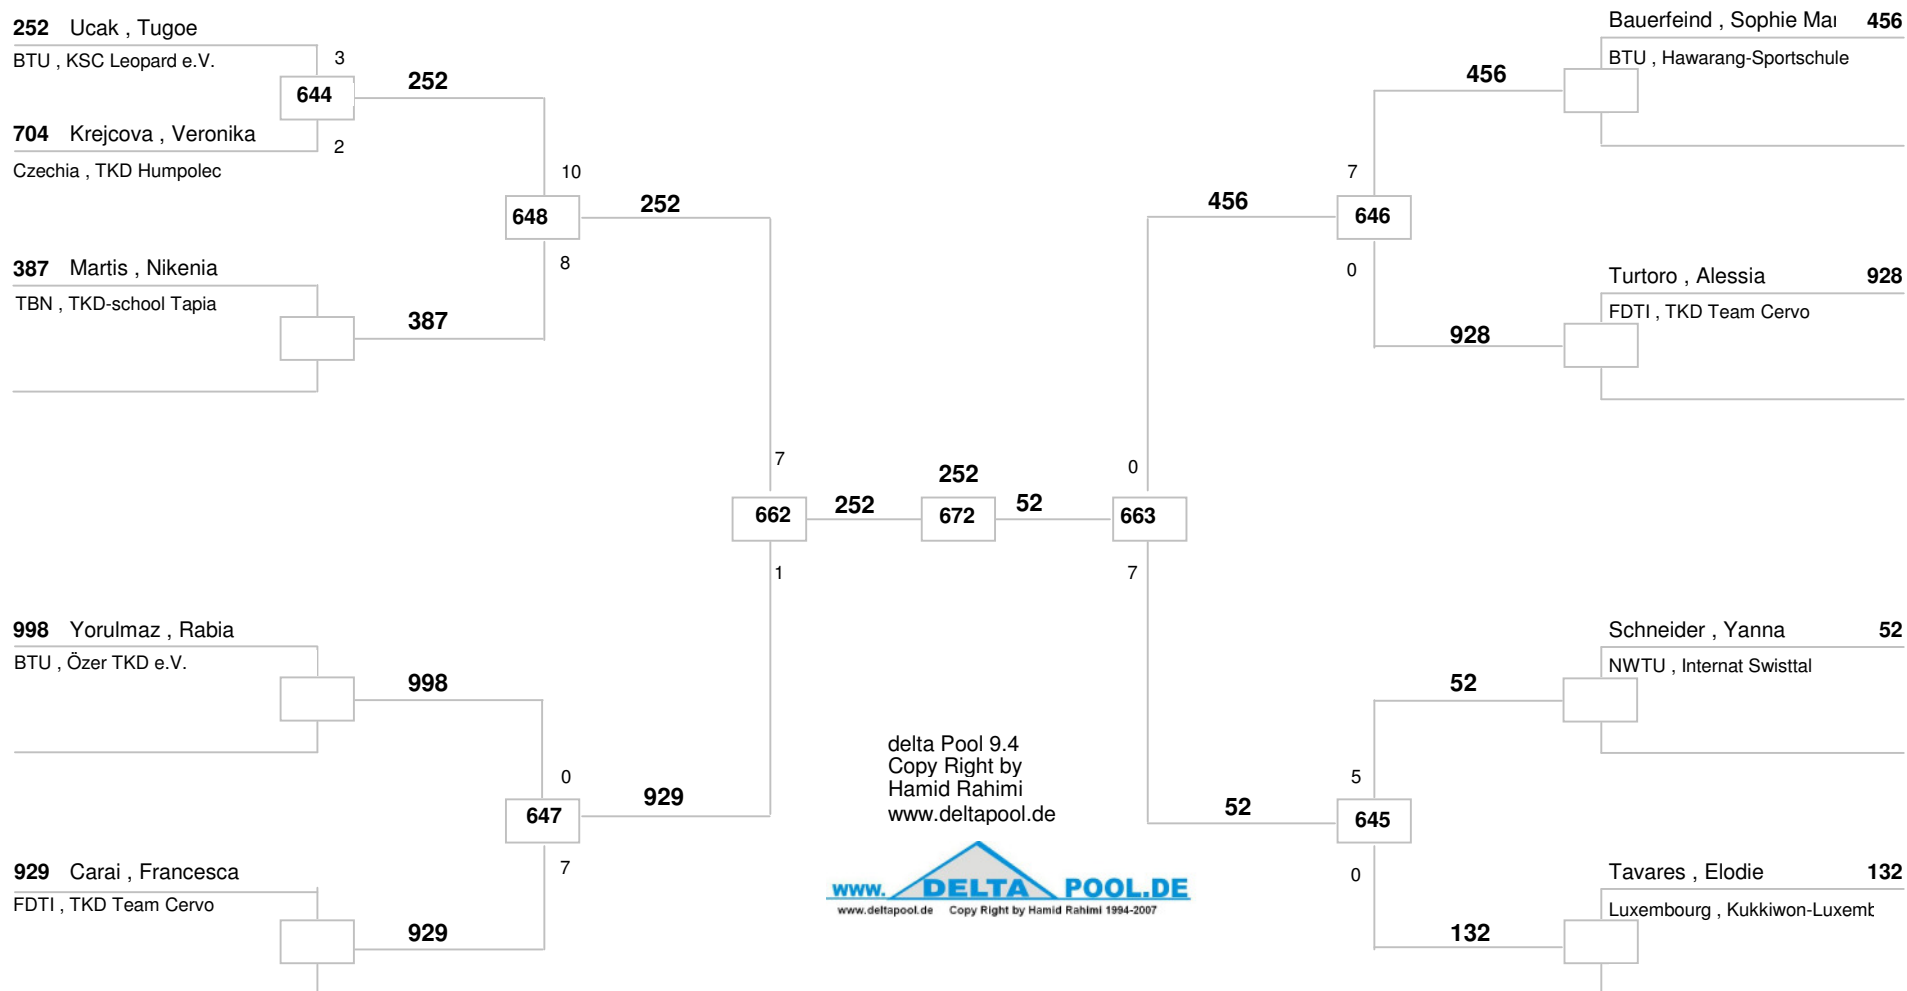 252 Ucak , Tugoe
BTU , KSC Leopard e.V.
3
644
252
704 Krejcova , Veronika
2
Czechia , TKD Humpolec
10
648
252
8
387 Martis , Nikenia
TBN , TKD-school Tapia
387
7
662
252
1
998 Yorulmaz , Rabia
BTU , Özer TKD e.V.
998
0
647
929
7
929 Carai , Francesca
FDTI , TKD Team Cervo
929
252
672
52
Bauerfeind , Sophie Mar 456
BTU , Hawarang-Sportschule
456
7
456
646
0
Turtoro , Alessia 928
FDTI , TKD Team Cervo
928
0
663
7
Schneider , Yanna 52
NWTU , Internat Swisttal
52
5
52
645
0
Tavares , Elodie 132
Luxembourg , Kukkiwon-Luxemb
132
delta Pool 9.4
Copy Right by
Hamid Rahimi
www.deltapool.de
www. DELTA POOL.DE
www.deltapool.de Copy Right by Hamid Rahimi 1994-2007